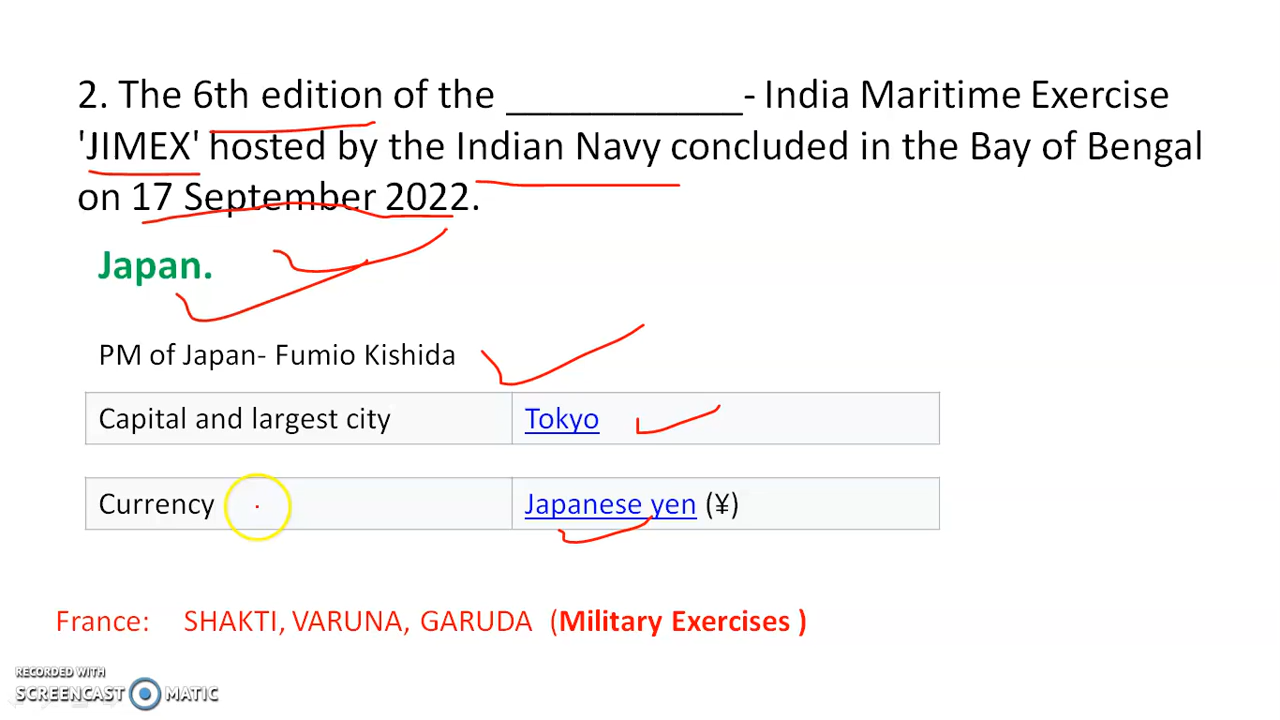 2. The 6th edition of the ____________- India Maritime Exercise
'JIMEX' hosted by the Indian Navy concluded in the Bay of Bengal
on 17 September 2022.
Japan.
PM of Japan- Fumio Kishida
Capital and largest city Tokyo
Currency Japanese yen (¥)
France: SHAKTI, VARUNA, GARUDA (Military Exercises )
RECORDED WITH
SCREENCAST MATIC